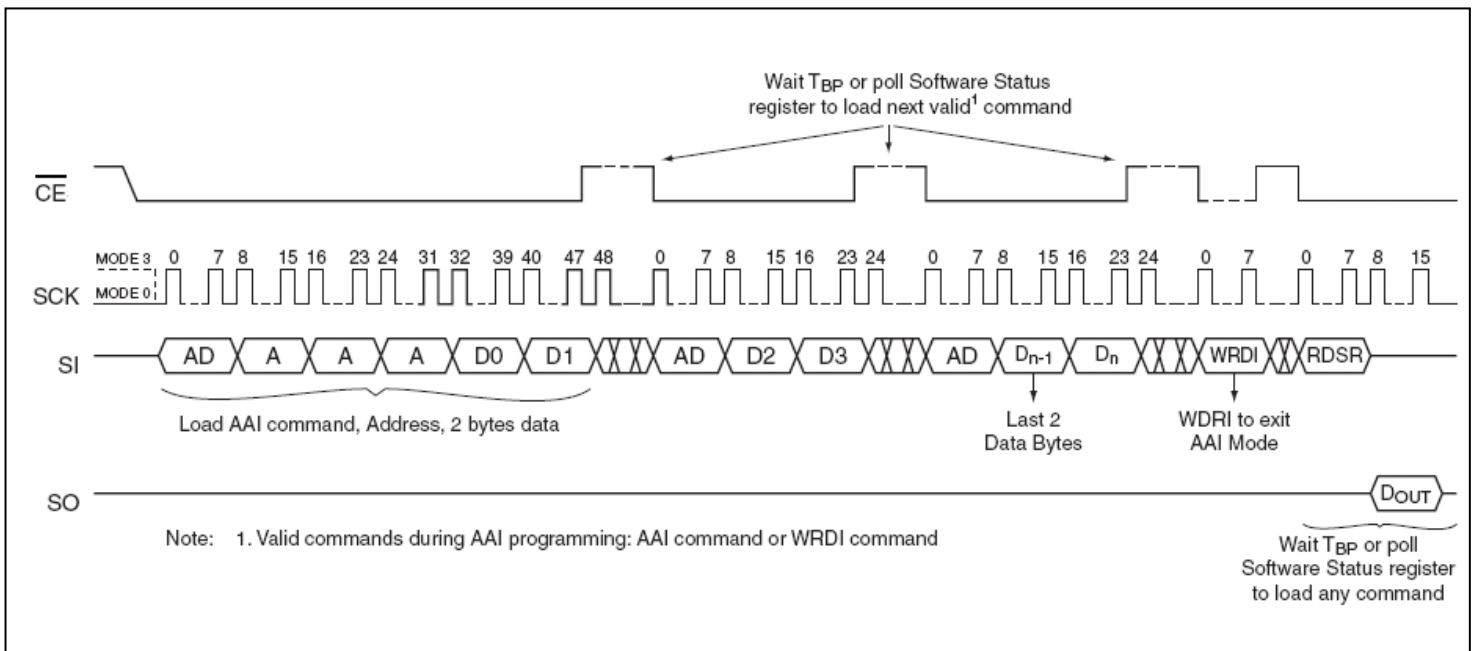 Wait TBP or poll Software Status
register to load next valid1 command
CE
MODE 3 0 7 8 15 16 23 24 31 32 39 40 47 48 0 7 8 15 16 23 24 0 7 8 15 16 23 24 0 7 0 7 8 15
SCK MODE 0
SI AD A A A D0 D1 AD D2 D3 AD Dn-1 Dn WRDI RDSR
Load AAI command, Address, 2 bytes data
Last 2
Data Bytes
WDRI to exit
AAI Mode
SO DOUT
Note: 1. Valid commands during AAI programming: AAI command or WRDI command
Wait TBP or poll
Software Status register
to load any command